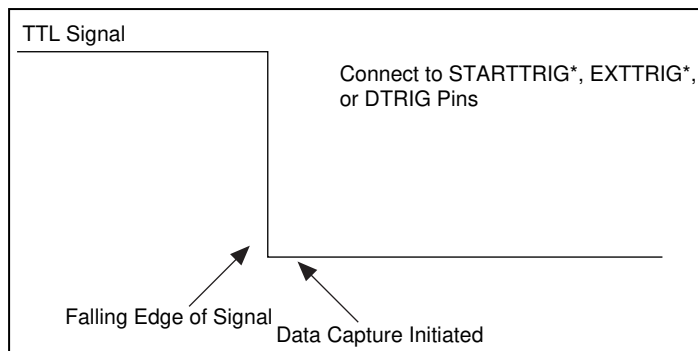 TTL Signal
Connect to STARTTRIG*, EXTTRIG*,
or DTRIG Pins
Falling Edge of Signal
Data Capture Initiated